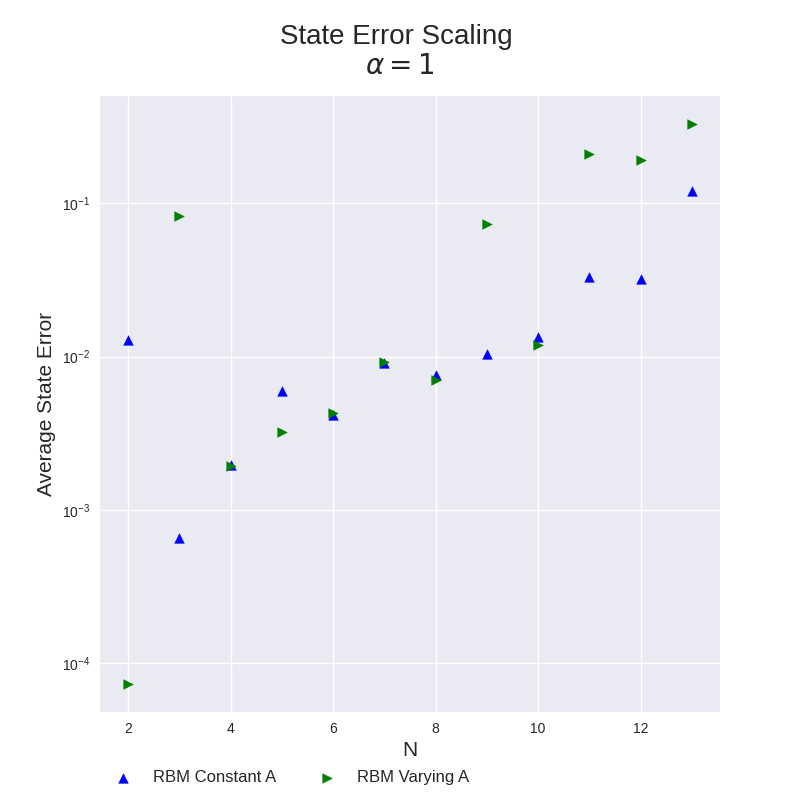 State Error Scaling
α = 1
Average State Error
10⁻¹
10⁻²
10⁻³
10⁻⁴
2 4 6 8 10 12
N
RBM Constant A RBM Varying A